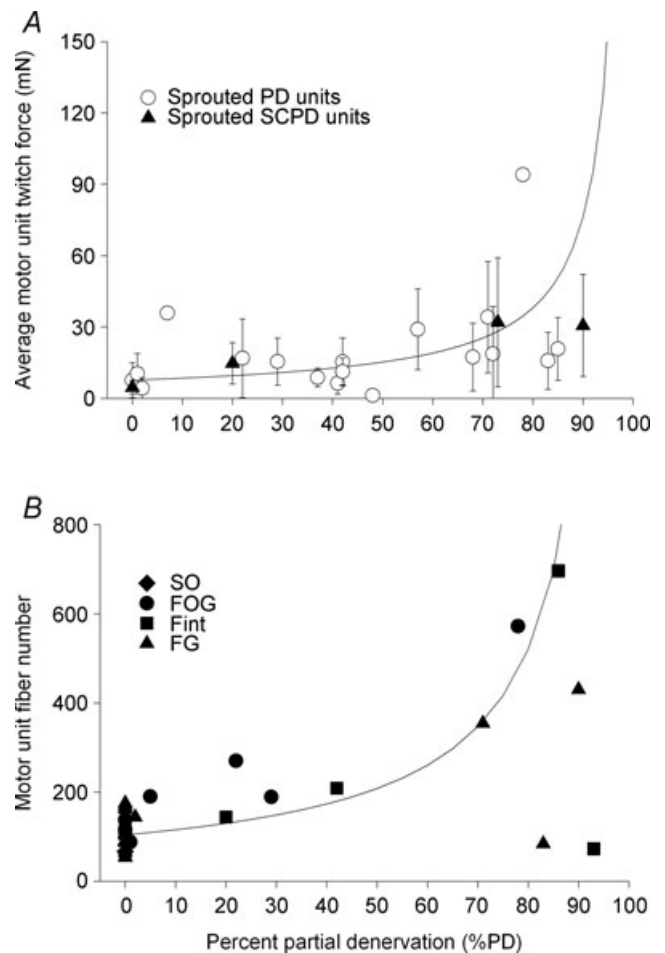 A
Average motor unit twitch force (mN)
150
120
90
60
30
0
Sprouted PD units
Sprouted SCPD units
0 10 20 30 40 50 60 70 80 90 100
B
Motor unit fiber number
800
600
400
200
0
SO
FOG
Fint
FG
0 10 20 30 40 50 60 70 80 90 100
Percent partial denervation (%PD)